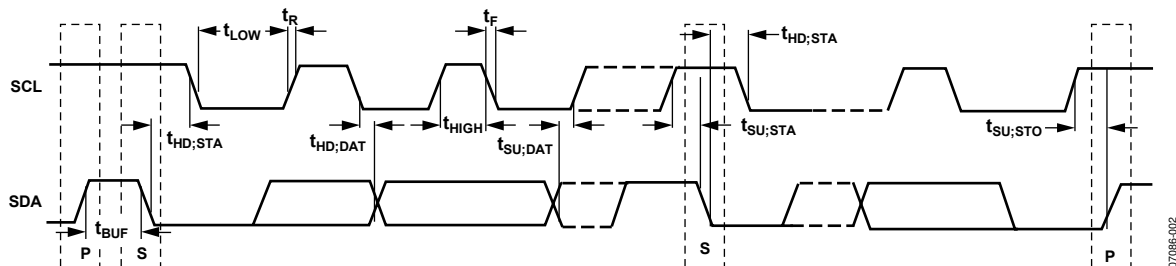 tLOW
tR
tF
tHD;STA
SCL
tHD;STA
tHD;DAT
tHIGH
tSU;DAT
tSU;STA
tSU;STO
SDA
tBUF
P
S
S
P
07086-002